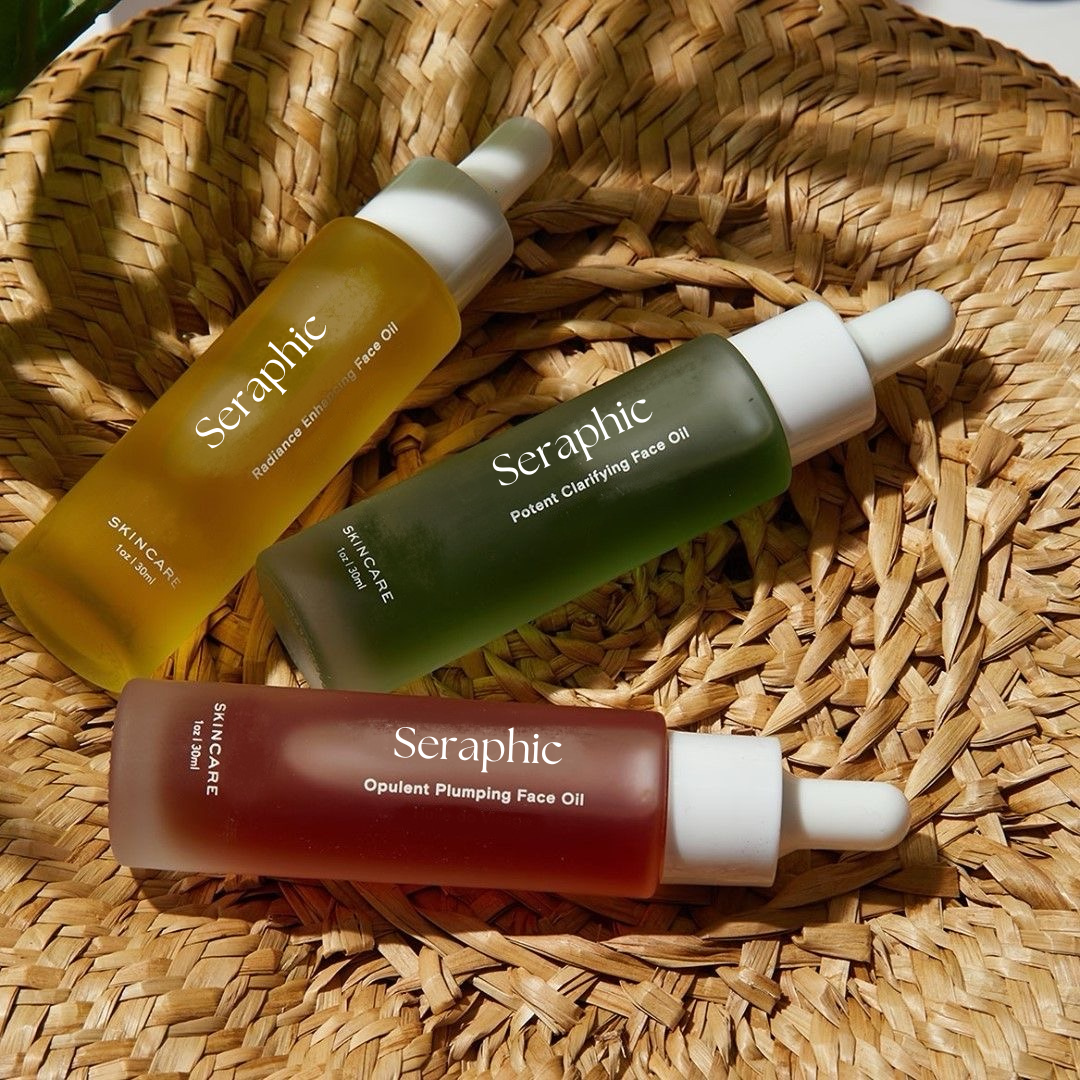 Seraphic
Radiance Enhancing Face Oil
SKINCARE
1oz | 30ml
Seraphic
Potent Clarifying Face Oil
SKINCARE
1oz | 30ml
Seraphic
Opulent Plumping Face Oil
SKINCARE
1oz | 30ml